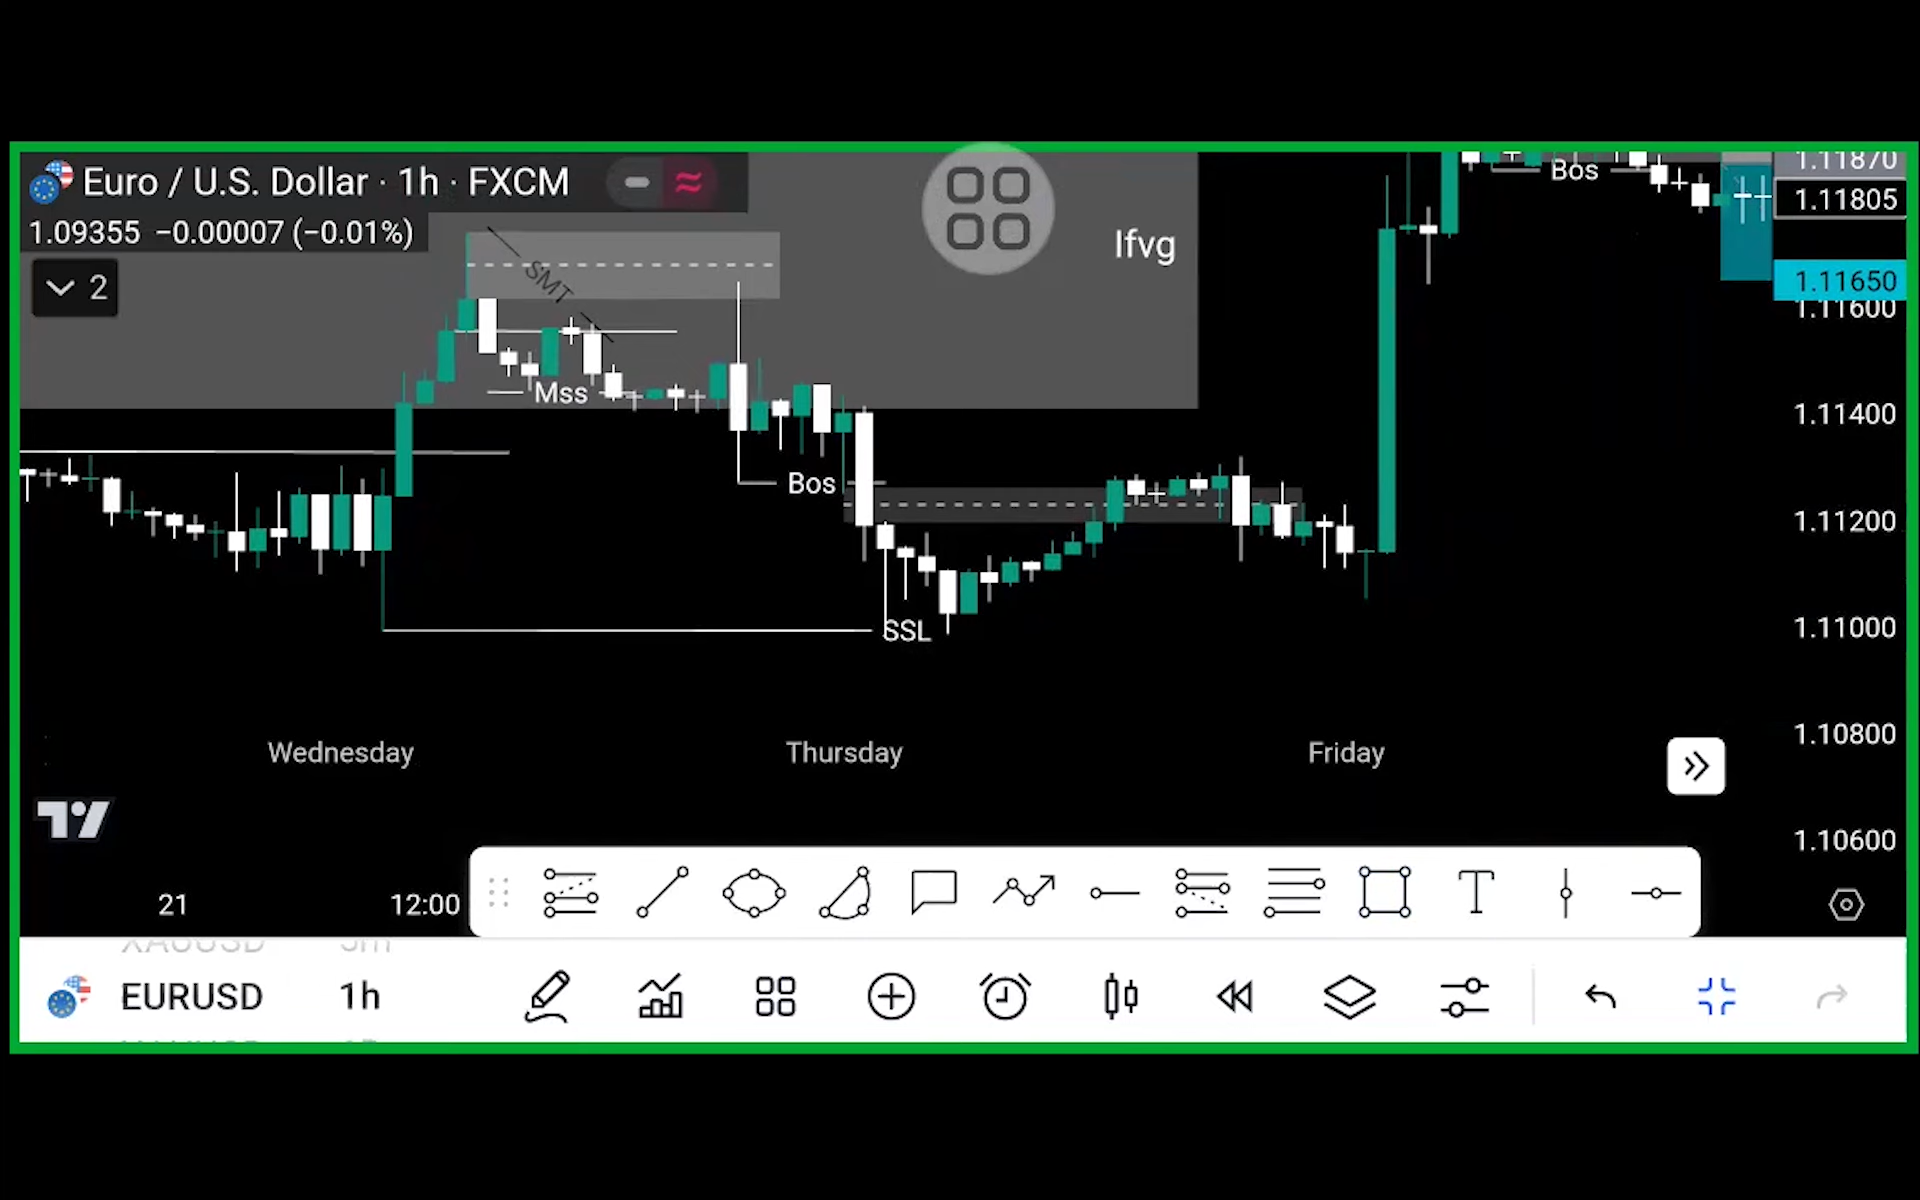 Euro / U.S. Dollar · 1h · FXCM
1.09355 −0.00007 (−0.01%)
2
SMT
Mss
Ifvg
Bos
Bos
SSL
1.11870
1.11805
1.11650
1.11600
1.11400
1.11200
1.11000
1.10800
1.10600
Wednesday Thursday Friday
21 12:00
EURUSD 1h